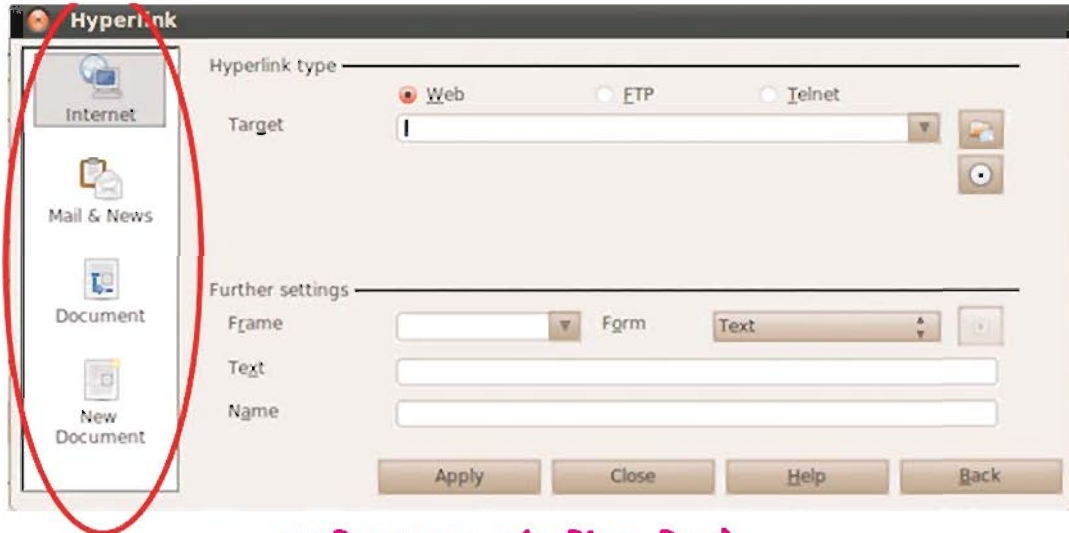 Hyperlink
Internet
Mail & News
Document
New
Document
Hyperlink type
Web FTP Telnet
Target
Further settings
Frame Form Text
Text
Name
Apply Close Help Back